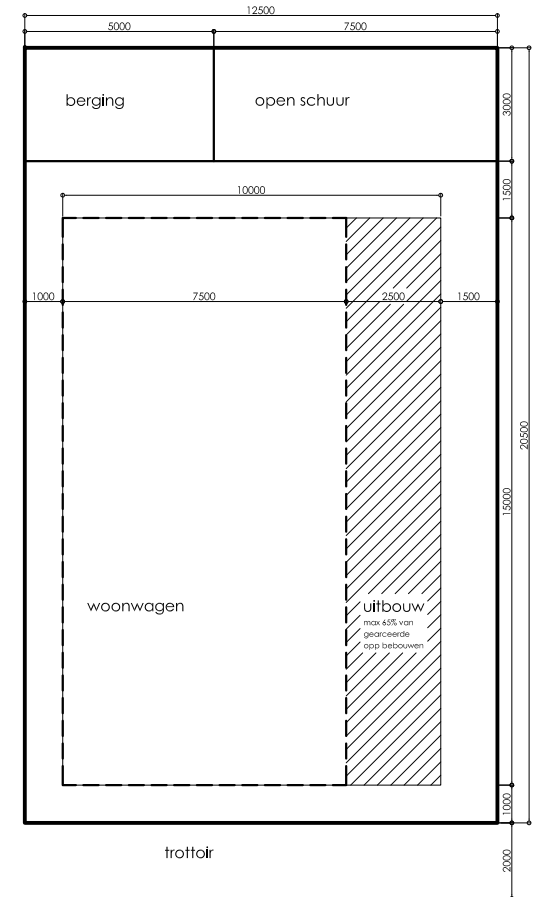 12500
5000
7500
berging
open schuur
3000
1500
10000
1000
7500
2500
1500
20500
15000
woonwagen
uitbouw
max 65% van
gearceerde
opp bebouwen
1000
trottoir
2000